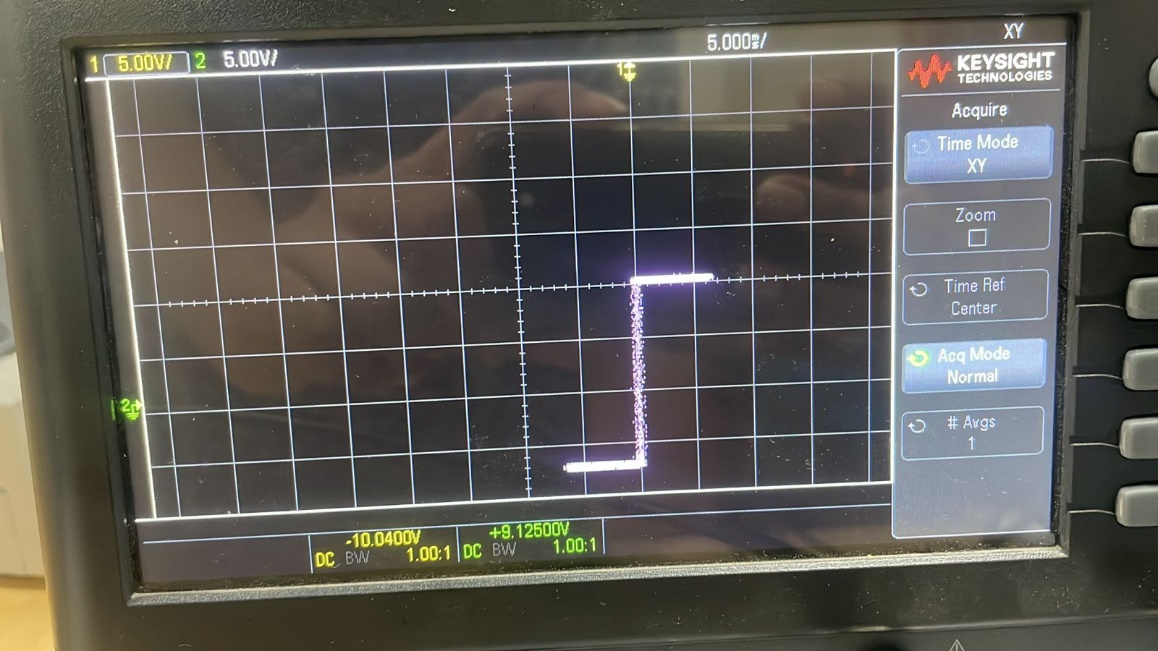 1 5.00V/ 2 5.00V/ 5.000s/ XY
1
KEYSIGHT
TECHNOLOGIES
Acquire
Time Mode
XY
Zoom
Time Ref
Center
Acq Mode
Normal
# Avgs
1
2
-10.0400V +9.12500V
DC BW 1.00:1 DC BW 1.00:1